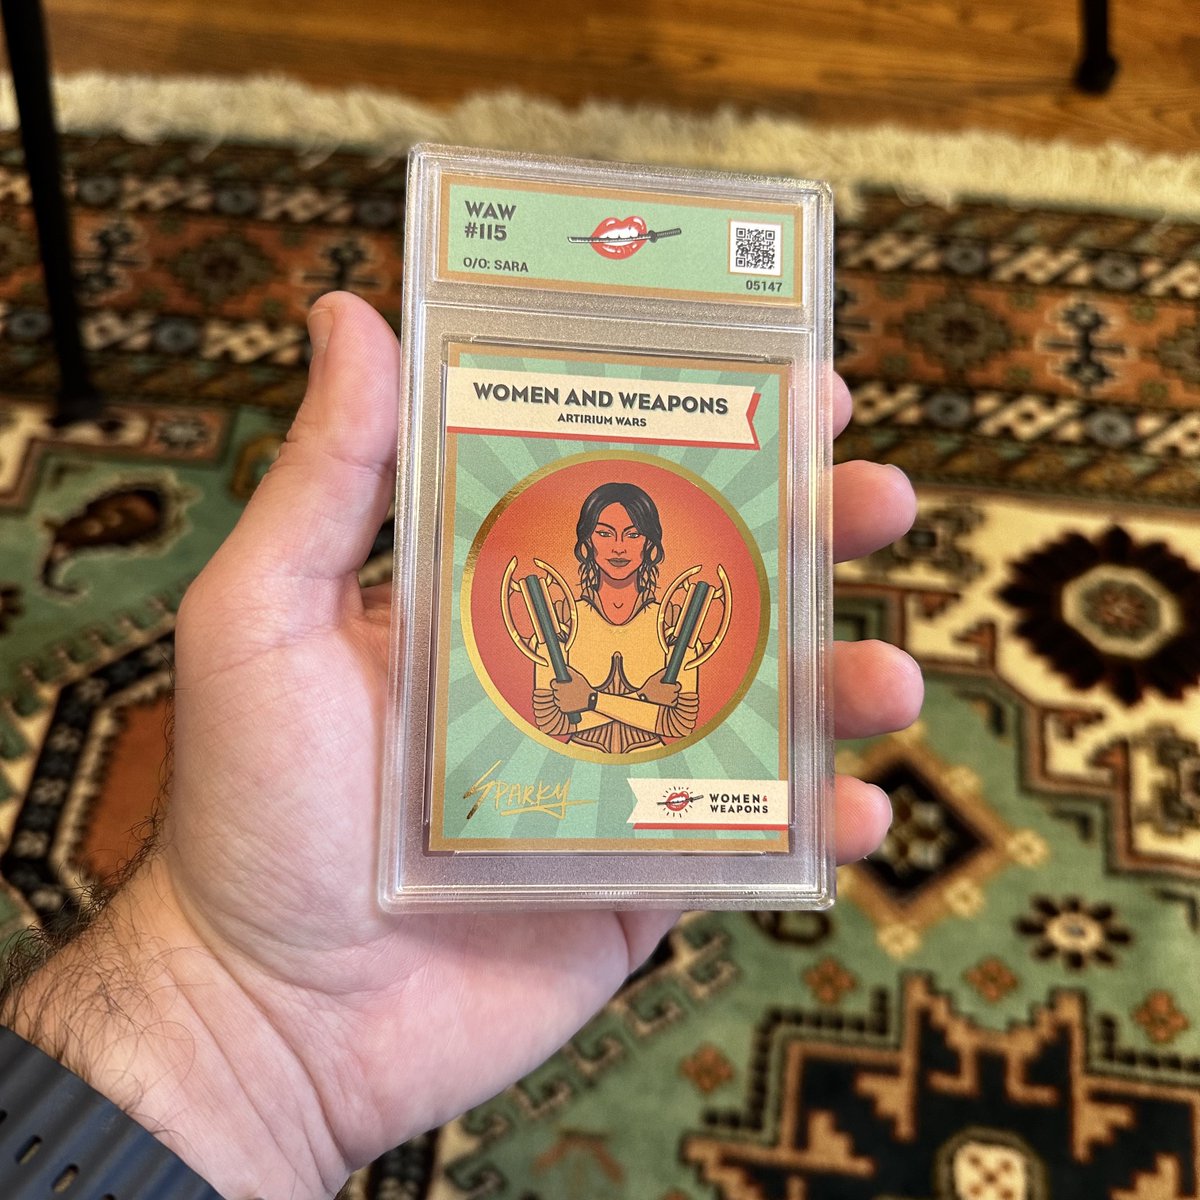 WAW
#115
O/O: SARA
05147
WOMEN AND WEAPONS
ARTIRIUM WARS
SPARKY
WOMEN&
WEAPONS